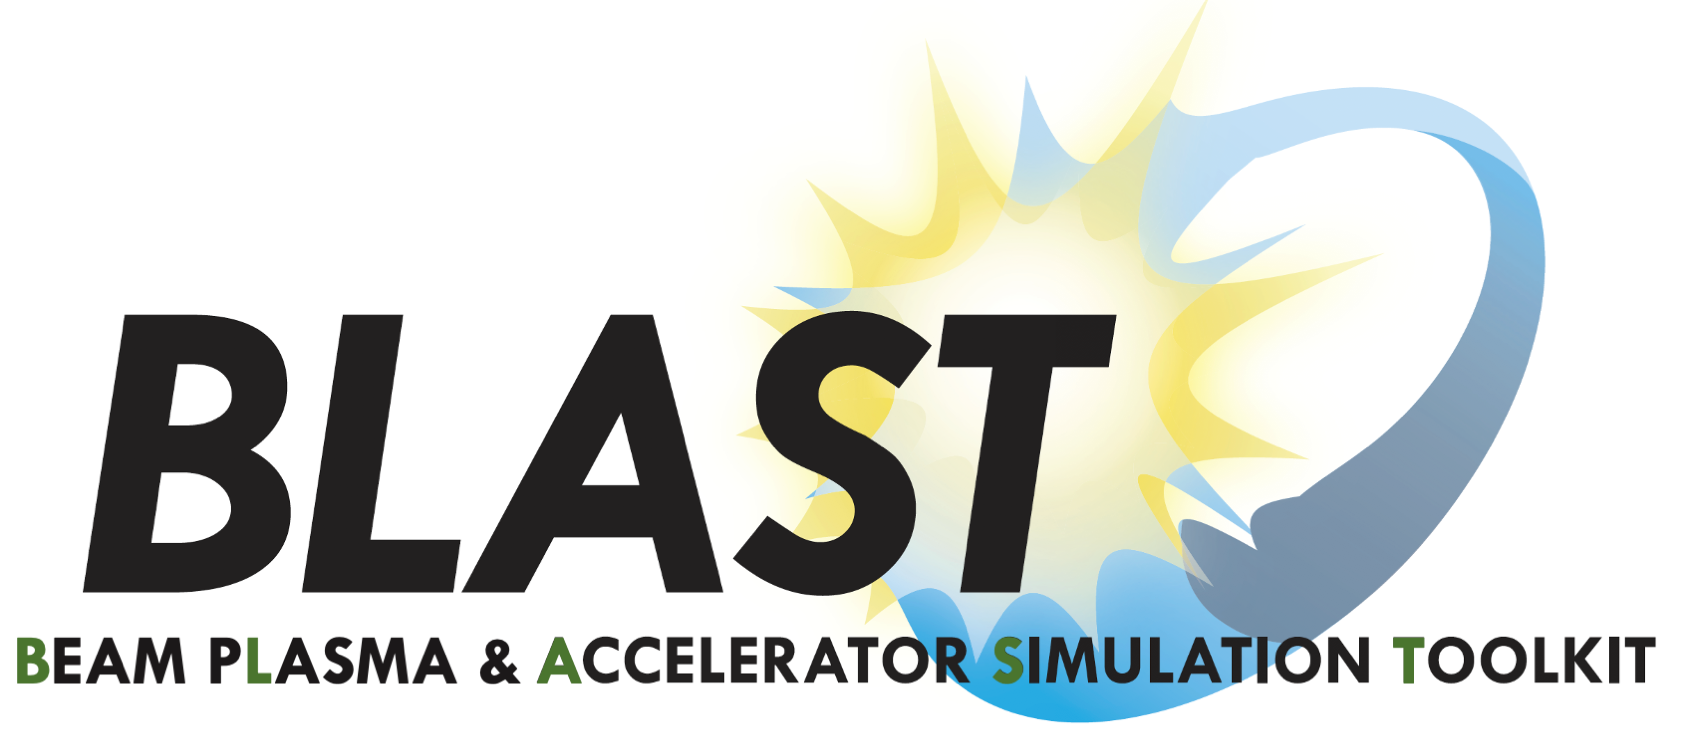 BLAST
BEAM PLASMA & ACCELERATOR SIMULATION TOOLKIT